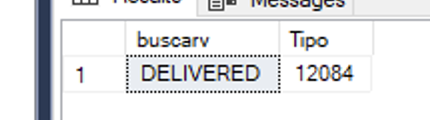 Results Messages
buscarv Tipo
1 DELIVERED 12084